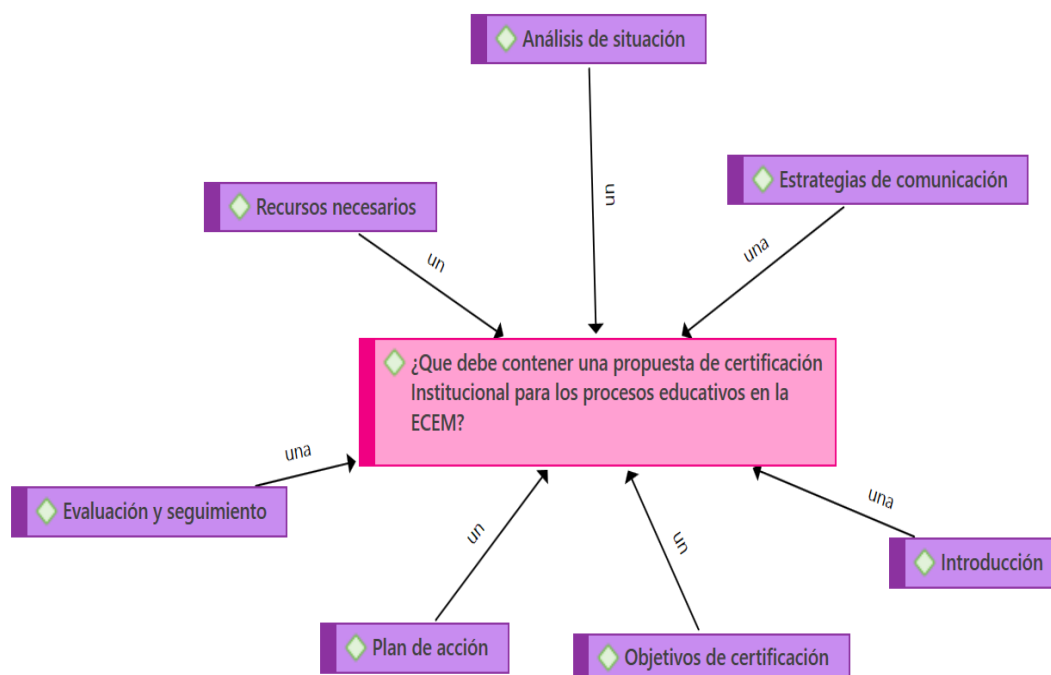 Análisis de situación
Estrategias de comunicación
un
Recursos necesarios
una
un
¿Que debe contener una propuesta de certificación
Institucional para los procesos educativos en la
ECEM?
una
Evaluación y seguimiento
una
un
un
Introducción
Plan de acción
Objetivos de certificación